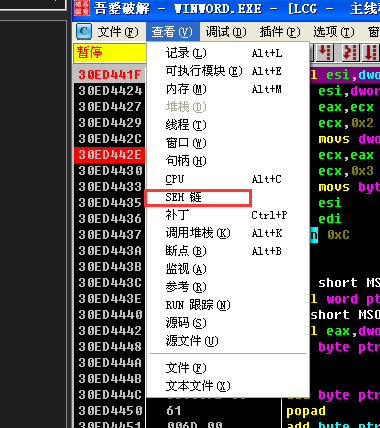 吾爱破解 - WINWORD.EXE - [LCG - 主线
C 文件(F) 查看(V) 调试(D) 插件(P) 选项(T)
暂停
记录(L) Alt+L
可执行模块(E) Alt+E
内存(M) Alt+M
堆栈(D)
线程(T)
窗口(W)
句柄(H)
CPU Alt+C
SEH 链
补丁 Ctrl+P
调用堆栈(K) Alt+K
断点(B) Alt+B
监视(A)
参考(R)
RUN 跟踪(N)
源码(S)
源文件(U)
文件(F)
文本文件(X)
30ED441F l esi,dwo
30ED4424 esi,dwor
30ED4427 eax,ecx
30ED4429 ecx,0x2
30ED442C movs dwo
30ED442E ecx,eax
30ED4430 ecx,0x3
30ED4433 movs byt
30ED4435 esi
30ED4436 edi
30ED4437 n 0xC
30ED443A
30ED443B
30ED443C short MS
30ED443E l word pt
30ED4440 short MSO
30ED4442 l eax,dw
30ED4448 byte ptr
30ED444A
30ED444B
30ED444C byte ptr
30ED4450 61 popad
30ED4451 006D 00 add byte ptr